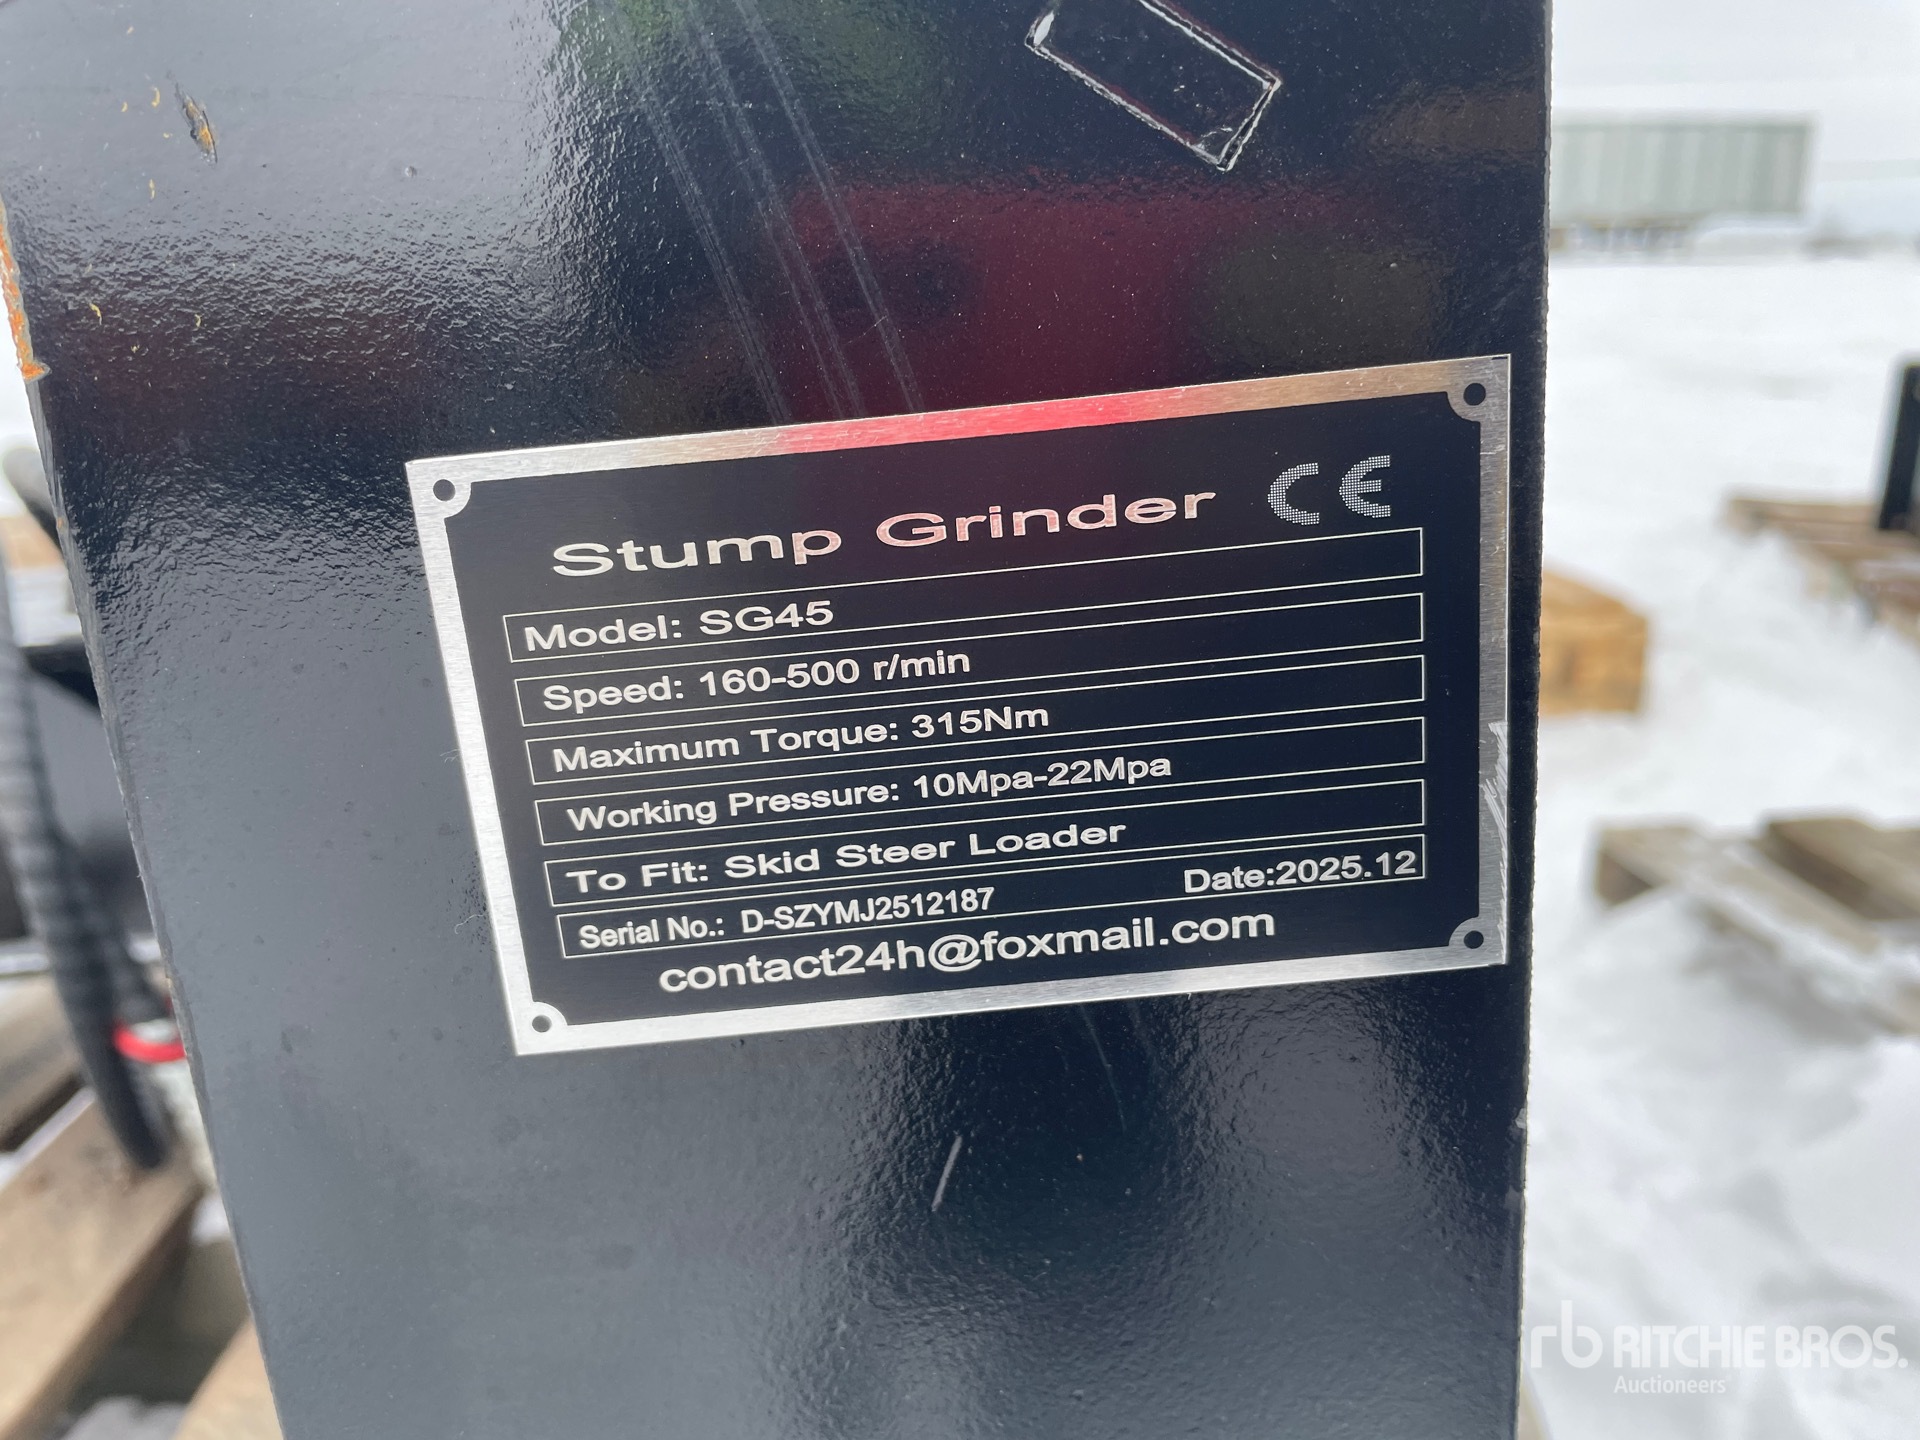 Stump Grinder CE
Model: SG45
Speed: 160-500 r/min
Maximum Torque: 315Nm
Working Pressure: 10Mpa-22Mpa
To Fit: Skid Steer Loader
Serial No.: D-SZYMJ2512187 Date:2025.12
contact24h@foxmail.com
rb RITCHIE BROS.
Auctioneers